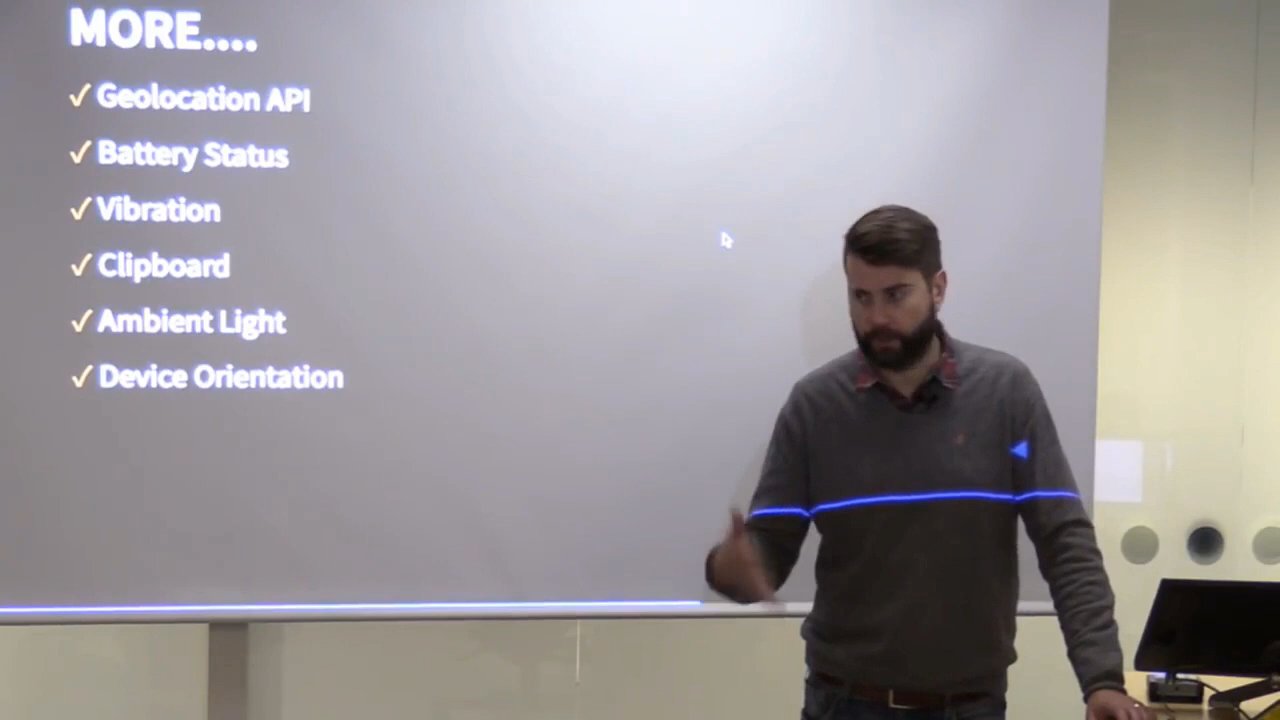 MORE....
✓ Geolocation API
✓ Battery Status
✓ Vibration
✓ Clipboard
✓ Ambient Light
✓ Device Orientation